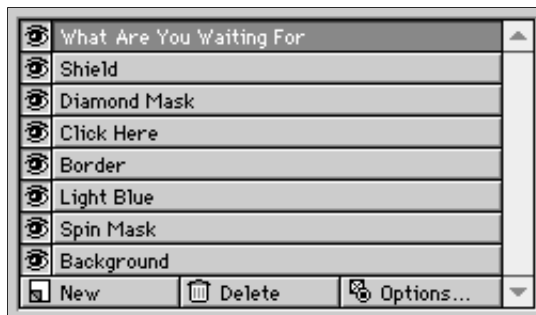 What Are You Waiting For
Shield
Diamond Mask
Click Here
Border
Light Blue
Spin Mask
Background
New Delete Options...